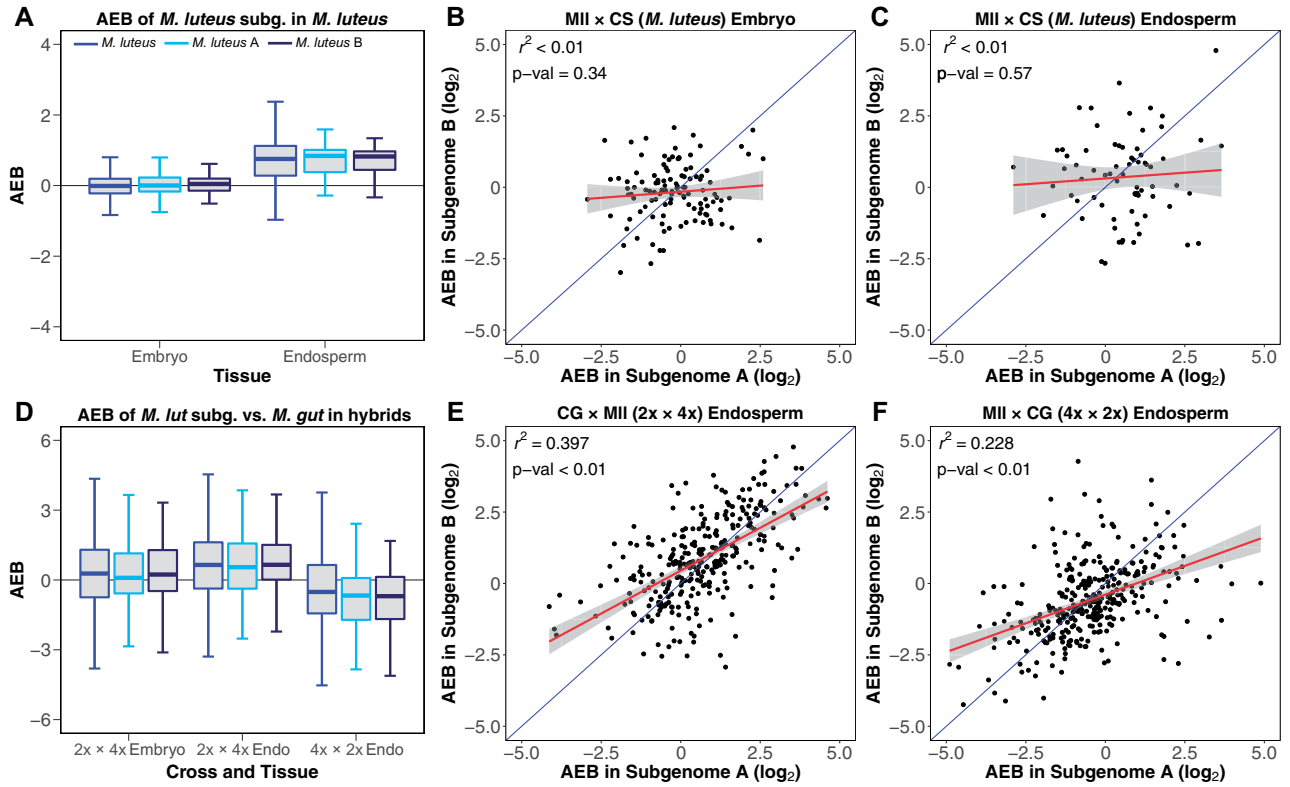 A
AEB of M. luteus subg. in M. luteus
M. luteus
M. luteus A
M. luteus B
4
2
0
−2
−4
AEB
Embryo
Endosperm
Tissue
B
MII × CS (M. luteus) Embryo
r² < 0.01
p−val = 0.34
5.0
2.5
0
−2.5
−5.0
AEB in Subgenome B (log₂)
−5.0
−2.5
0
2.5
5.0
AEB in Subgenome A (log₂)
C
MII × CS (M. luteus) Endosperm
r² < 0.01
p−val = 0.57
5.0
2.5
0
−2.5
−5.0
AEB in Subgenome B (log₂)
−5.0
−2.5
0.0
2.5
5.0
AEB in Subgenome A (log₂)
D
AEB of M. lut subg. vs. M. gut in hybrids
6
3
0
−3
−6
AEB
2x × 4x Embryo
2x × 4x Endo
4x × 2x Endo
Cross and Tissue
E
CG × MII (2x × 4x) Endosperm
r² = 0.397
p−val < 0.01
5.0
2.5
0
−2.5
−5.0
AEB in Subgenome B (log₂)
−5.0
−2.5
0
2.5
5.0
AEB in Subgenome A (log₂)
F
MII × CG (4x × 2x) Endosperm
r² = 0.228
p−val < 0.01
5.0
2.5
0
−2.5
−5.0
AEB in Subgenome B (log₂)
−5.0
−2.5
0.0
2.5
5.0
AEB in Subgenome A (log₂)